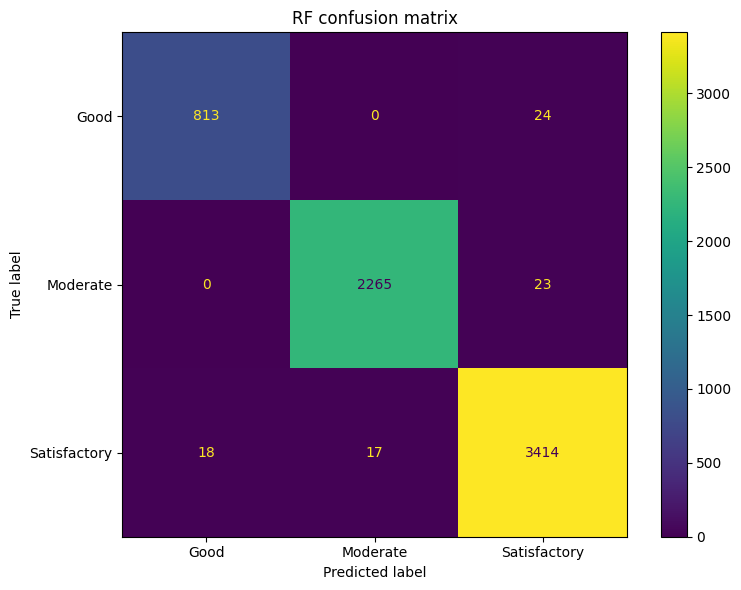 RF confusion matrix
Good 813 0 24
Moderate 0 2265 23
Satisfactory 18 17 3414
Good Moderate Satisfactory
Predicted label
True label
3000
2500
2000
1500
1000
500
0